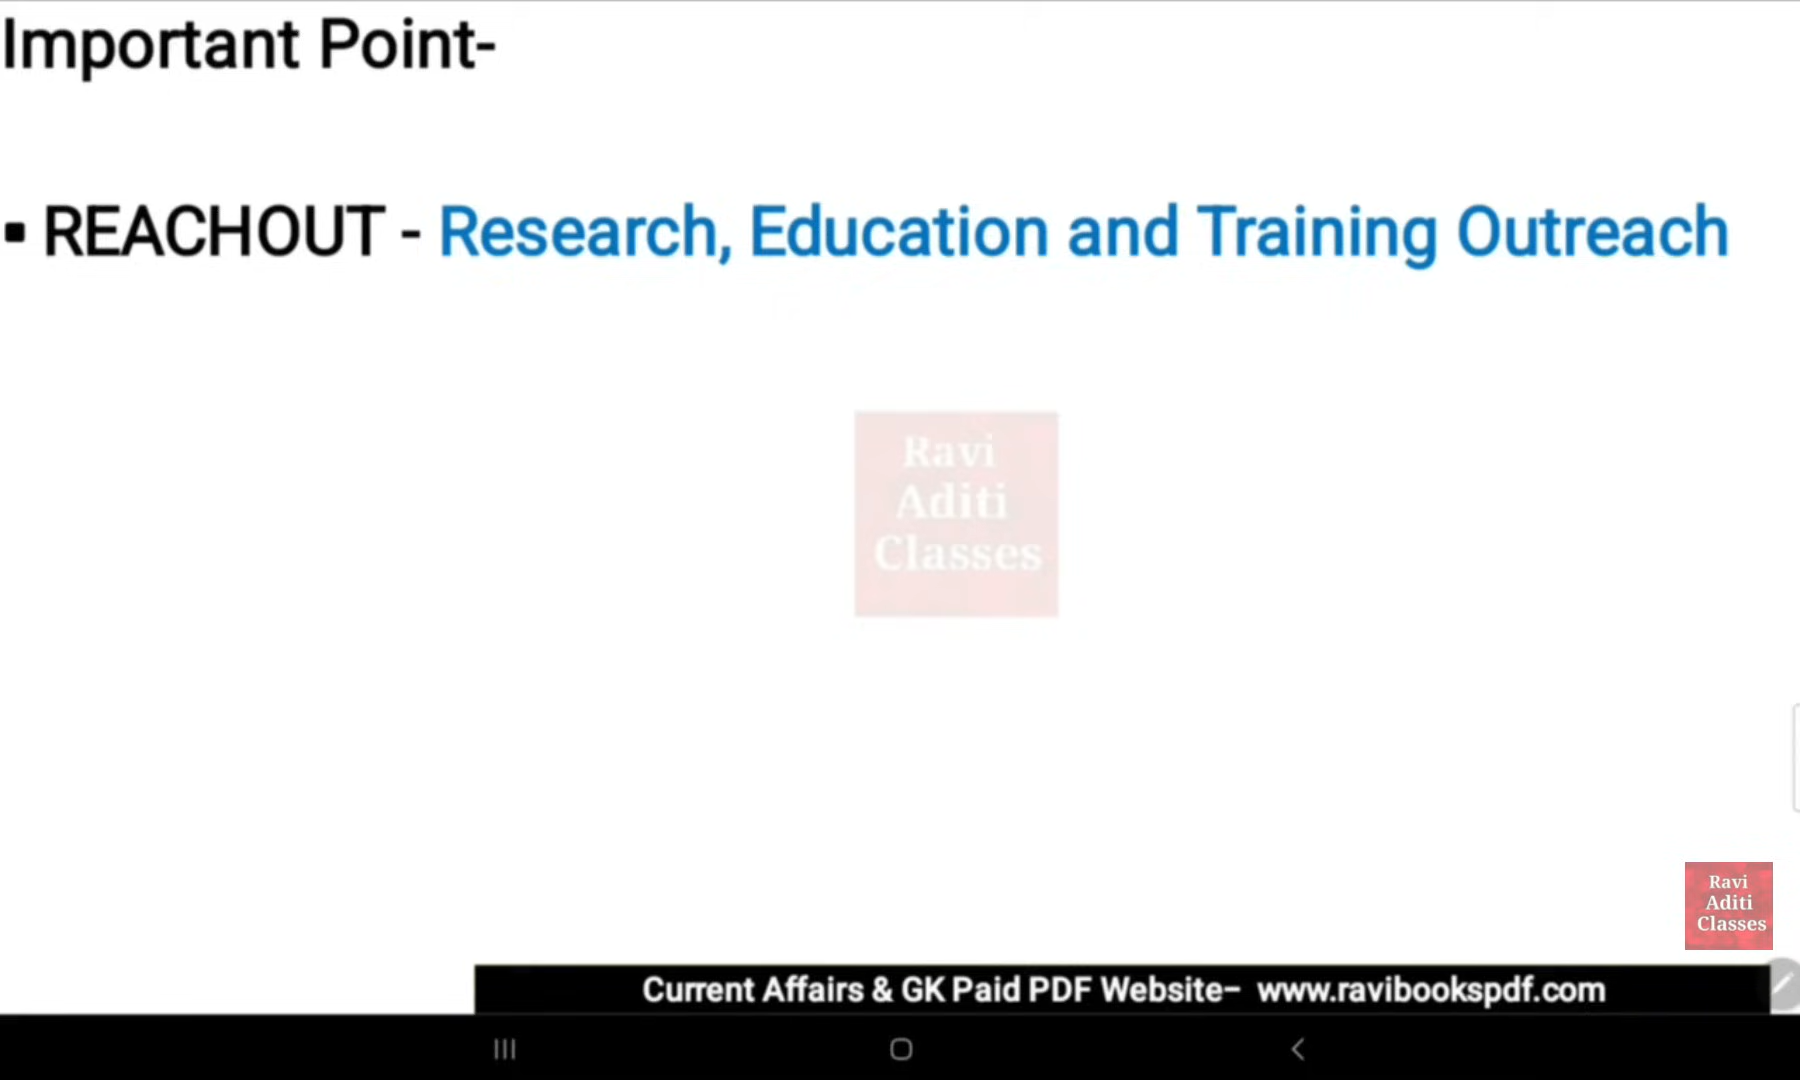 Important Point-
▪ REACHOUT - Research, Education and Training Outreach
Ravi
Aditi
Classes
Ravi
Aditi
Classes
Current Affairs & GK Paid PDF Website– www.ravibookspdf.com